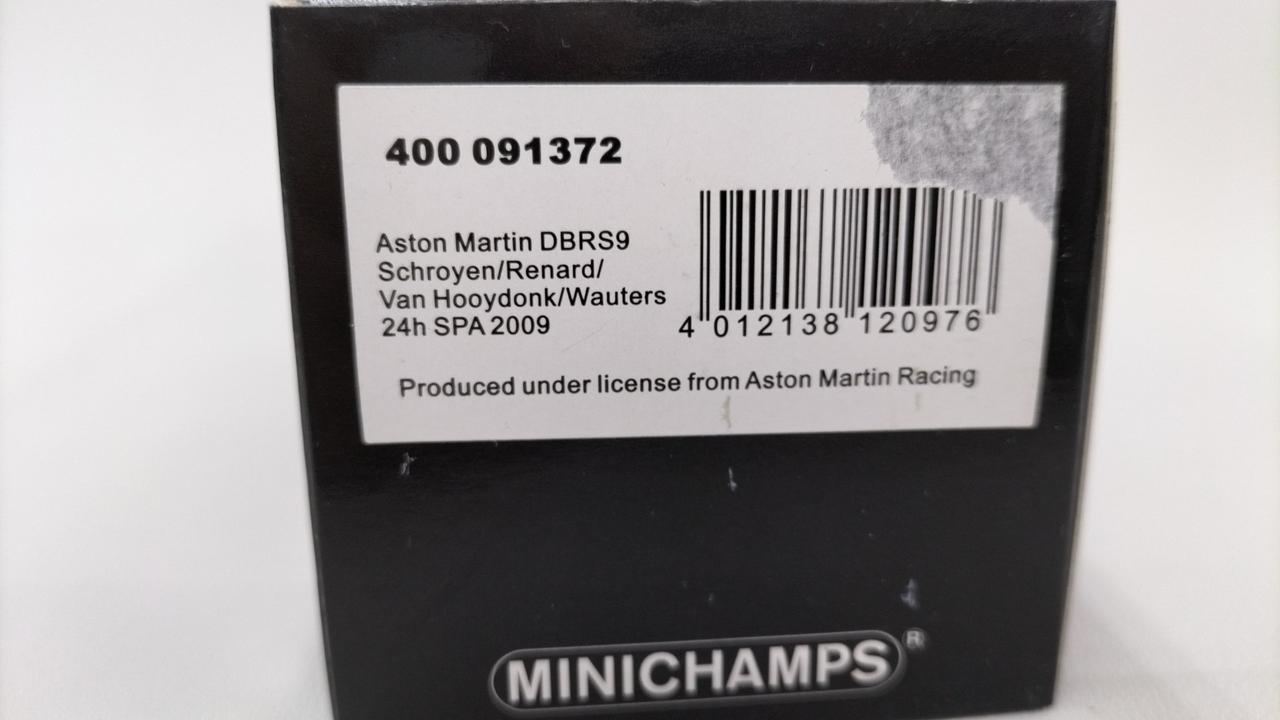 400 091372
Aston Martin DBRS9
Schroyen/Renard/
Van Hooydonk/Wauters
24h SPA 2009
4 012138 120976
Produced under license from Aston Martin Racing
MINICHAMPS®